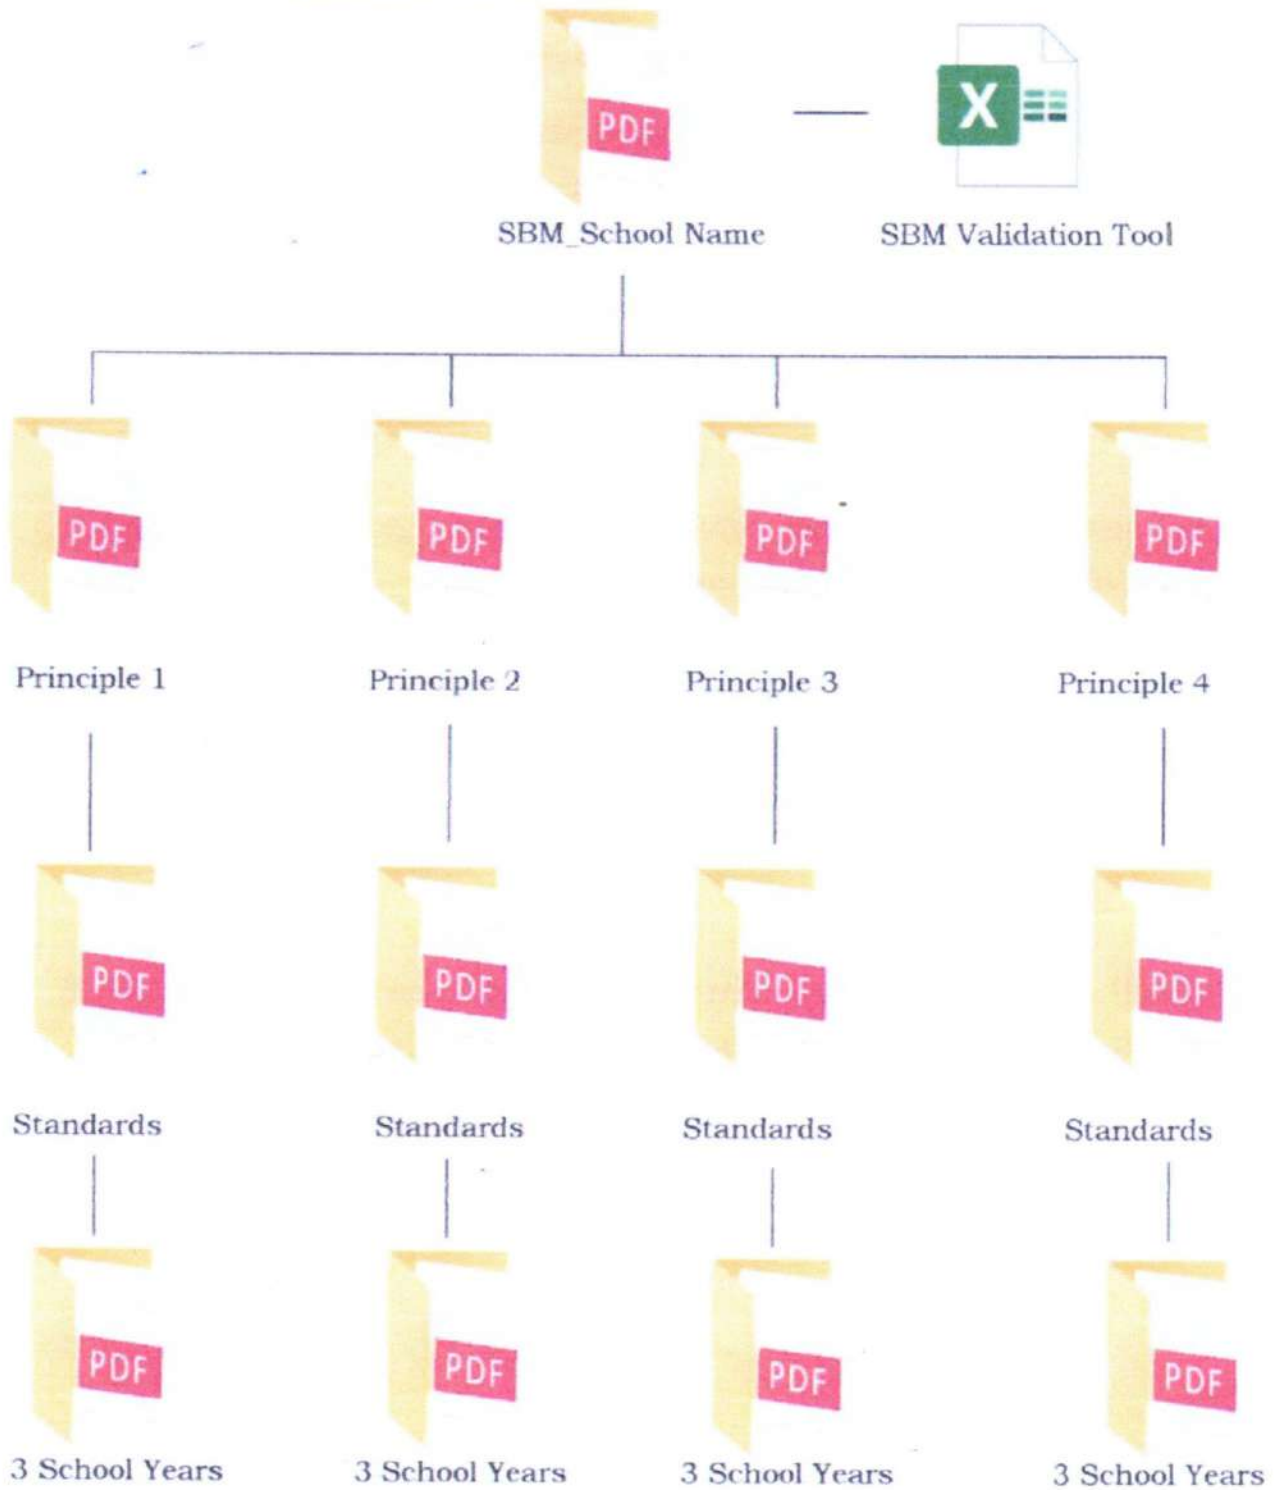 PDF
X
SBM_School Name
SBM Validation Tool
PDF
PDF
PDF
PDF
Principle 1
Principle 2
Principle 3
Principle 4
PDF
PDF
PDF
PDF
Standards
Standards
Standards
Standards
PDF
PDF
PDF
PDF
3 School Years
3 School Years
3 School Years
3 School Years